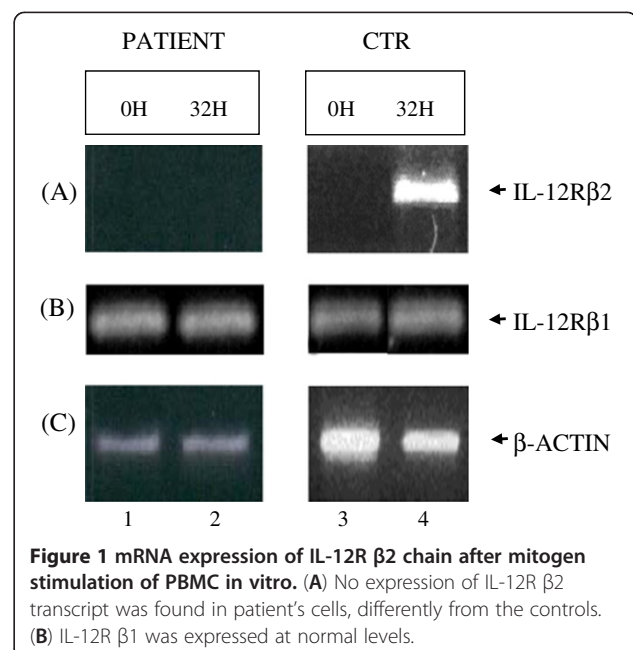 PATIENT CTR
0H 32H 0H 32H
(A) IL-12Rβ2
(B) IL-12Rβ1
(C) β-ACTIN
1 2 3 4
Figure 1 mRNA expression of IL-12R β2 chain after mitogen
stimulation of PBMC in vitro. (A) No expression of IL-12R β2
transcript was found in patient's cells, differently from the controls.
(B) IL-12R β1 was expressed at normal levels.